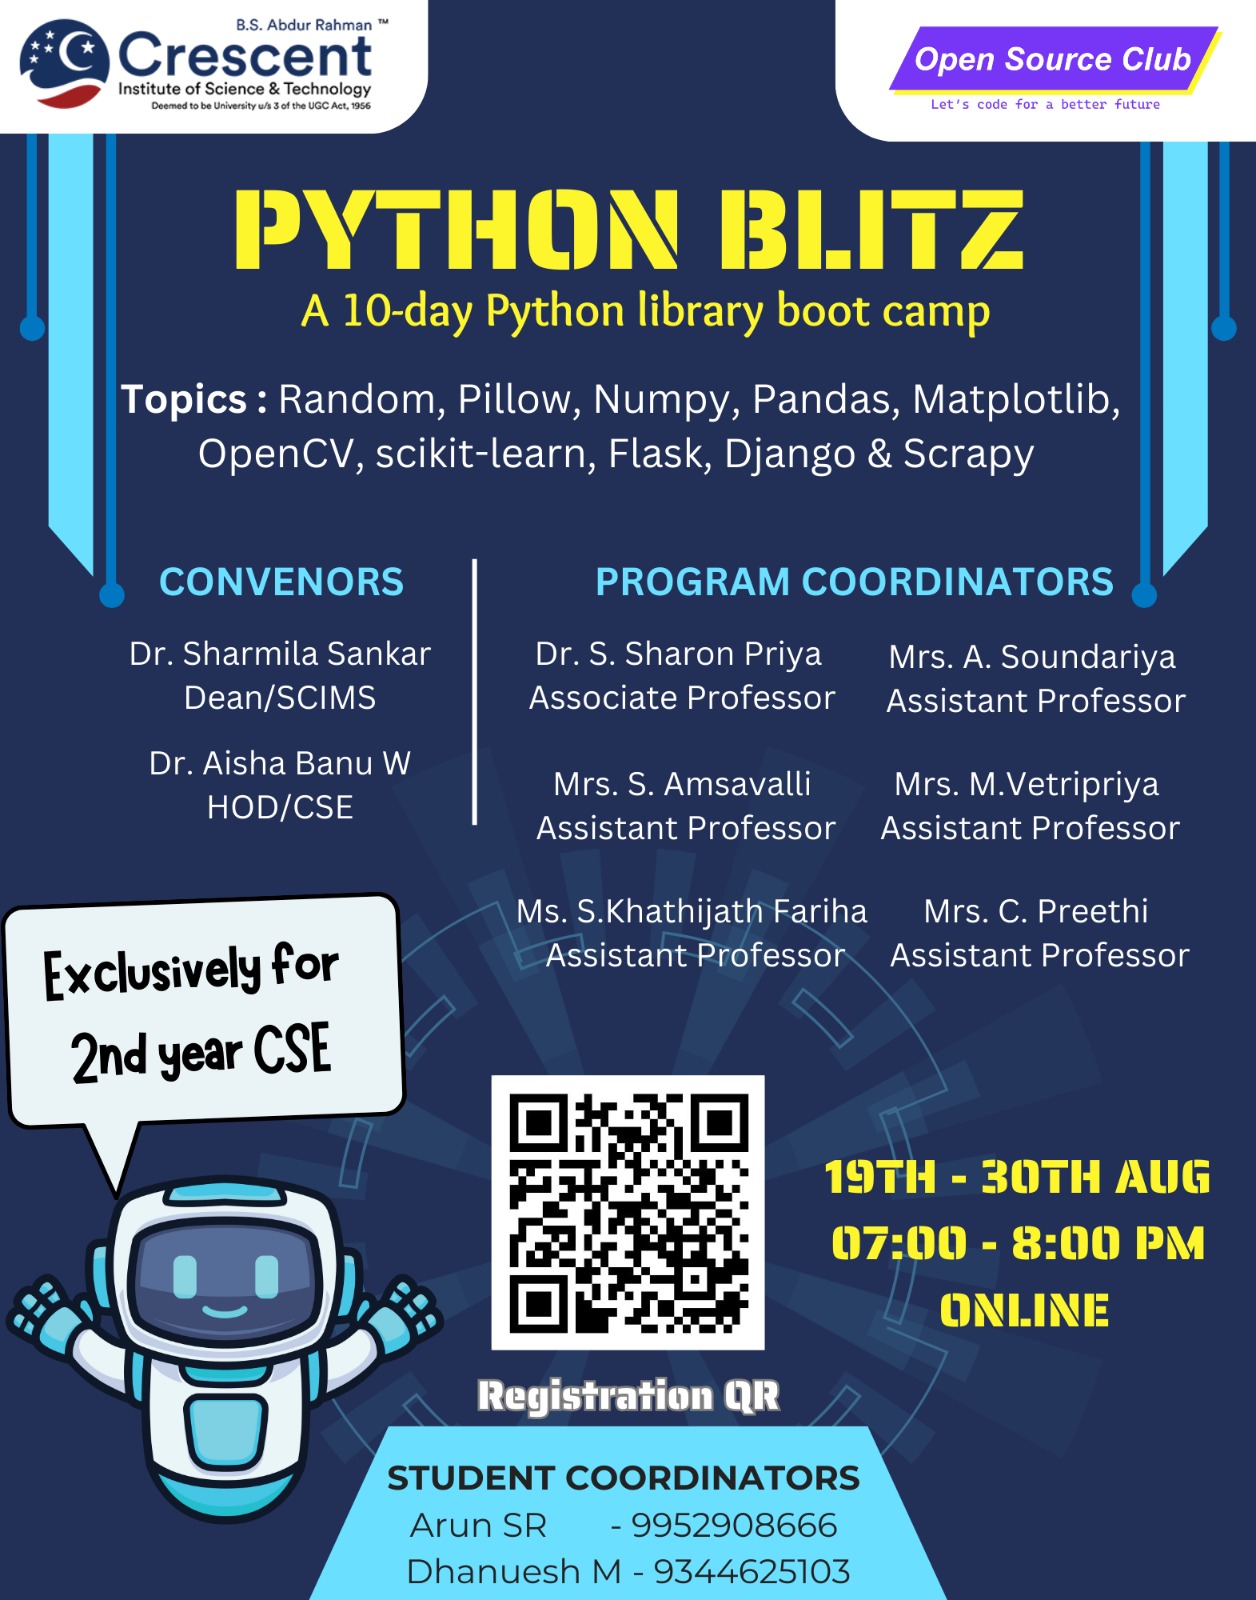 B.S. Abdur Rahman ™
Crescent
Institute of Science & Technology
Deemed to be University u/s 3 of the UGC Act, 1956
Open Source Club
Let's code for a better future
PYTHON BLITZ
A 10-day Python library boot camp
Topics : Random, Pillow, Numpy, Pandas, Matplotlib,
OpenCV, scikit-learn, Flask, Django & Scrapy
CONVENORS
Dr. Sharmila Sankar
Dean/SCIMS
Dr. Aisha Banu W
HOD/CSE
PROGRAM COORDINATORS
Dr. S. Sharon Priya
Associate Professor
Mrs. A. Soundariya
Assistant Professor
Mrs. S. Amsavalli
Assistant Professor
Mrs. M.Vetripriya
Assistant Professor
Ms. S.Khathijath Fariha
Assistant Professor
Mrs. C. Preethi
Assistant Professor
Exclusively for
2nd year CSE
19TH - 30TH AUG
07:00 - 8:00 PM
ONLINE
Registration QR
STUDENT COORDINATORS
Arun SR - 9952908666
Dhanuesh M - 9344625103